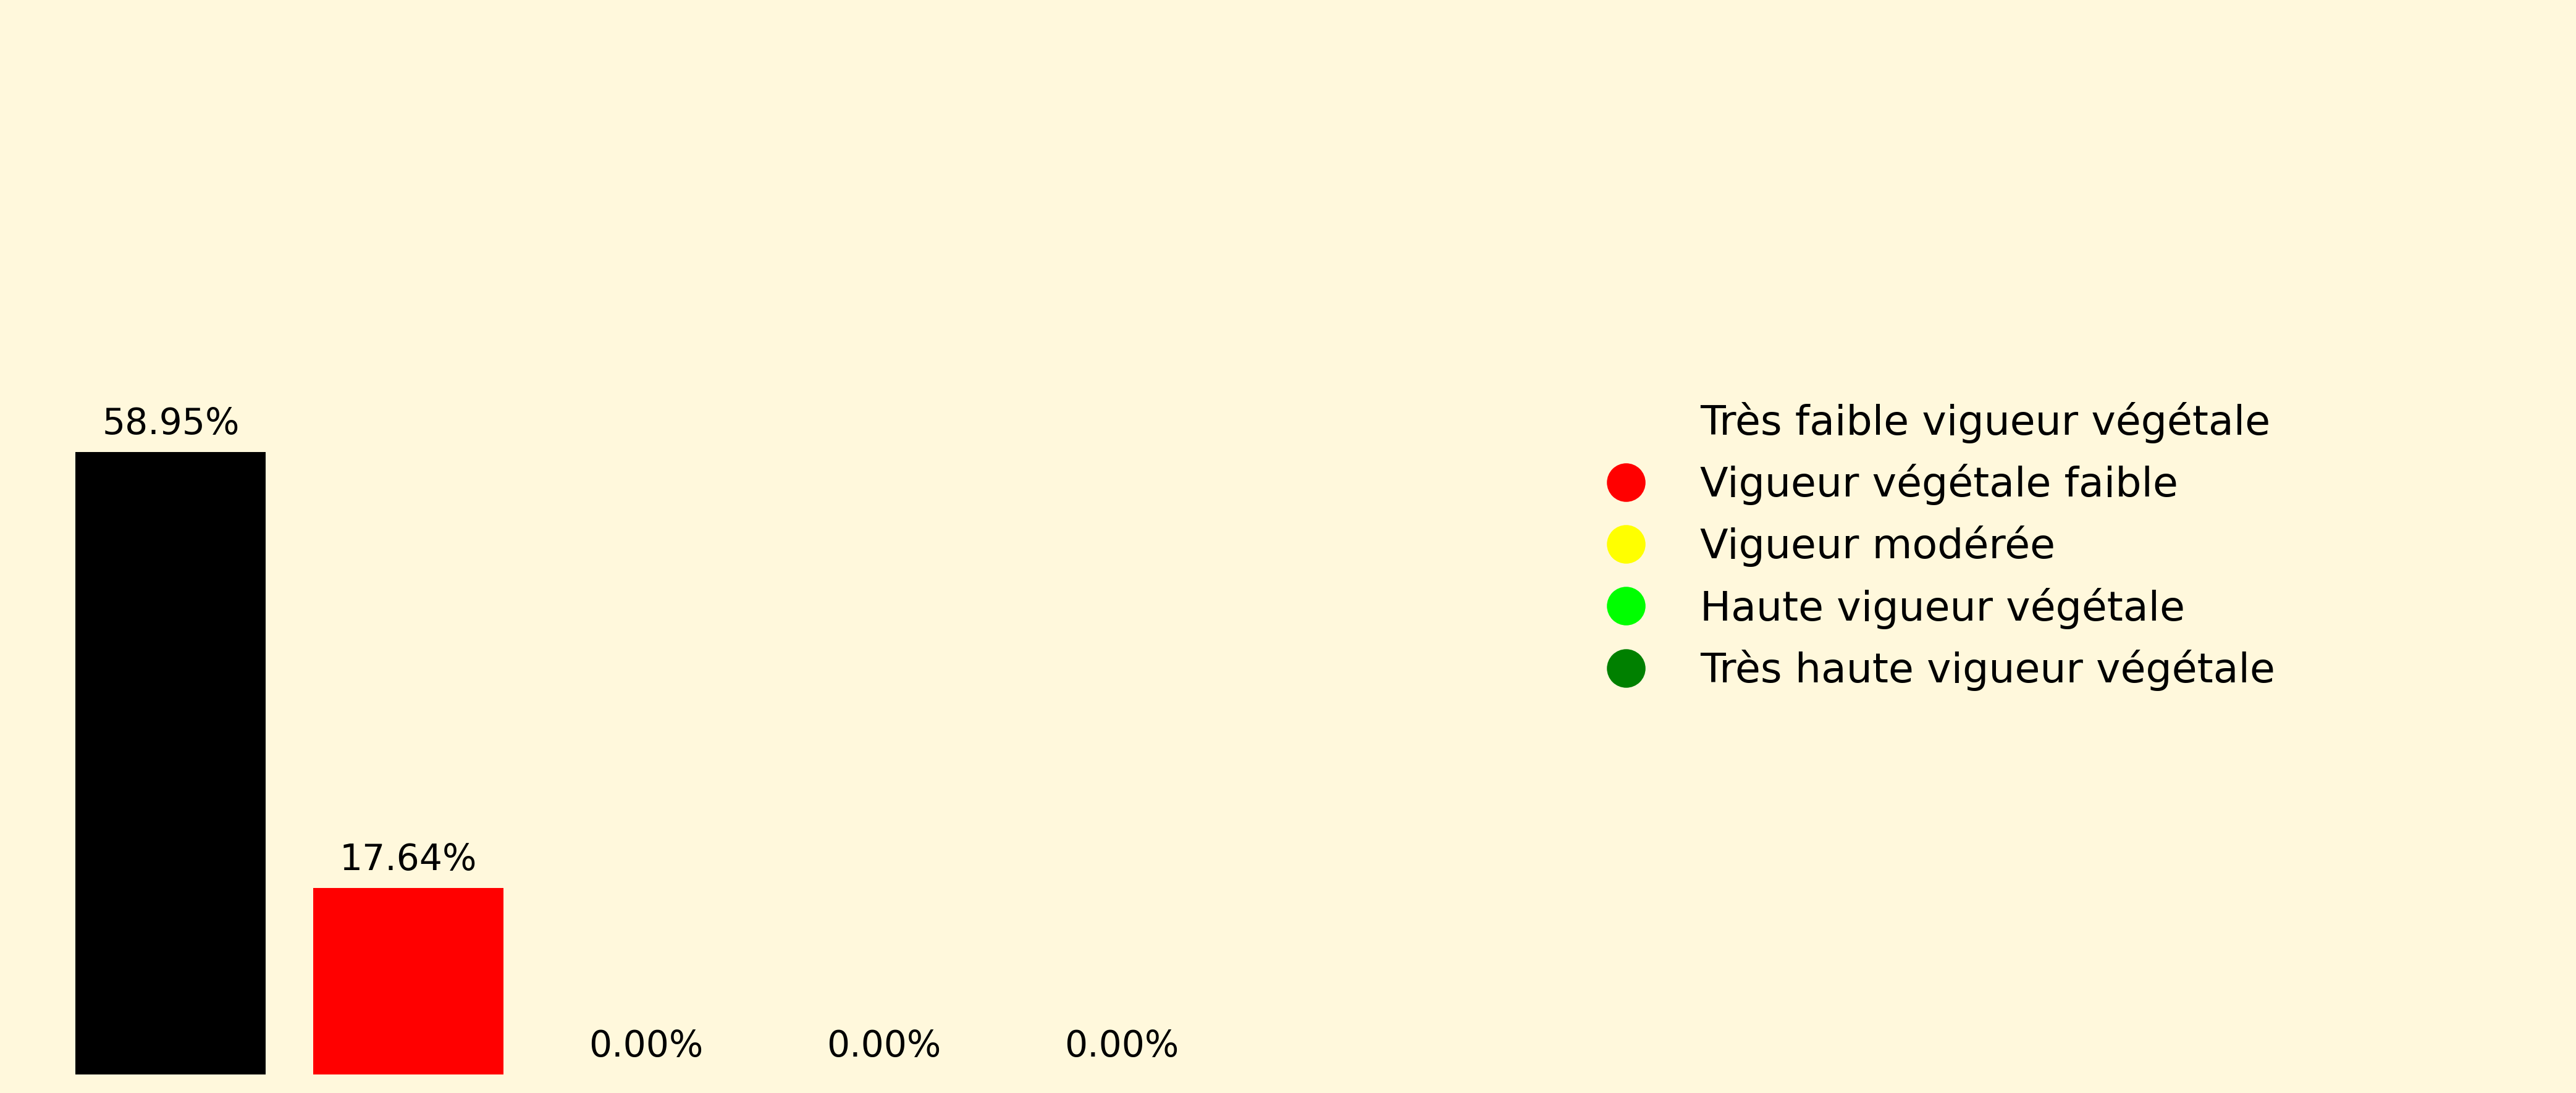 58.95%
17.64%
0.00%
0.00%
0.00%
Très faible vigueur végétale
Vigueur végétale faible
Vigueur modérée
Haute vigueur végétale
Très haute vigueur végétale